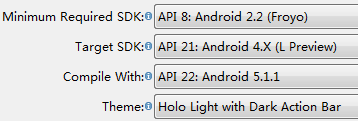 Minimum Required SDK: API 8: Android 2.2 (Froyo)
Target SDK: API 21: Android 4.X (L Preview)
Compile With: API 22: Android 5.1.1
Theme: Holo Light with Dark Action Bar